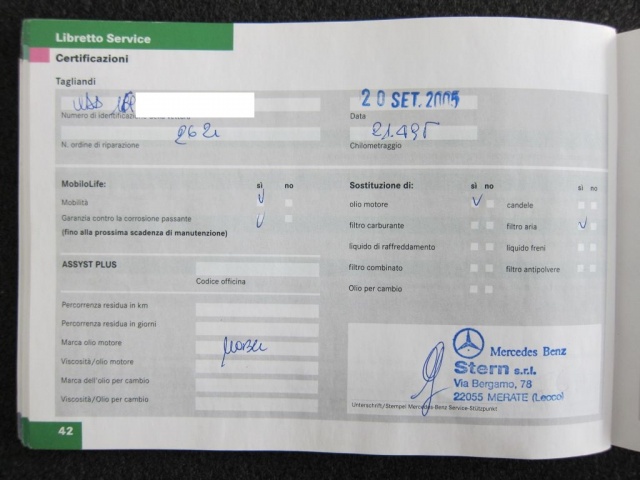 Libretto Service
Certificazioni
Tagliandi
20 SET. 2005
Numero di identificaz
Data
262
21.495
N. ordine di riparazione
Chilometraggio
MobiloLife: sì no
Sostituzione di: sì no sì no
Mobilità
olio motore candele
Garanzia contro la corrosione passante
(fino alla prossima scadenza di manutenzione)
filtro carburante filtro aria
liquido di raffreddamento liquido freni
ASSYST PLUS
filtro combinato filtro antipolvere
Codice officina
Olio per cambio
Percorrenza residua in km
Percorrenza residua in giorni
Marca olio motore
Viscosità/olio motore
Marca dell'olio per cambio
Viscosità/Olio per cambio
Mercedes Benz
Stern s.r.l.
Via Bergamo, 78
22055 MERATE (Lecco)
Unterschrift/Stempel Mercedes-Benz Service-Stützpunkt
42